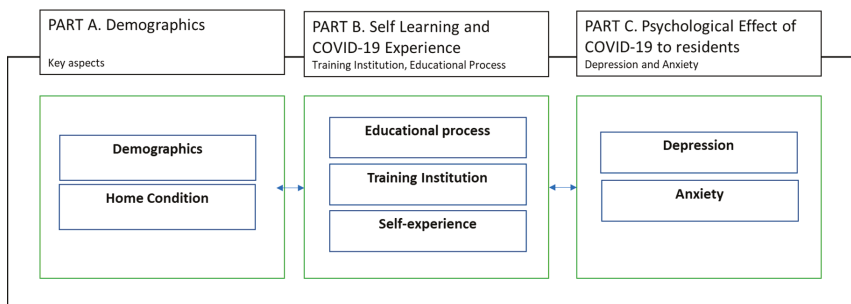 PART A. Demographics
Key aspects
PART B. Self Learning and
COVID-19 Experience
Training Institution, Educational Process
PART C. Psychological Effect of
COVID-19 to residents
Depression and Anxiety
Demographics
Home Condition
Educational process
Training Institution
Self-experience
Depression
Anxiety